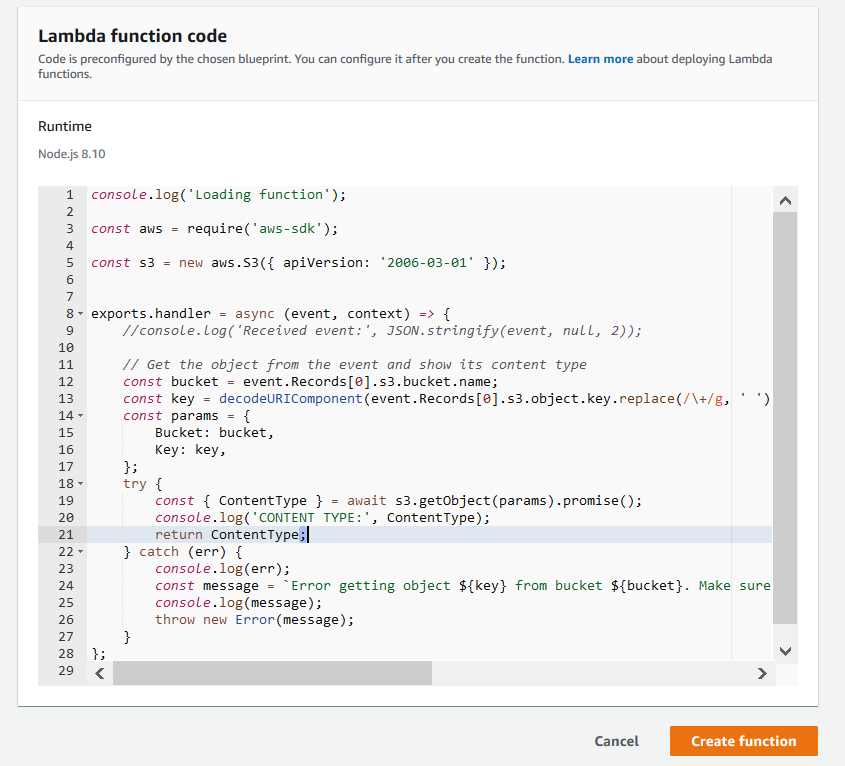 Lambda function code
Code is preconfigured by the chosen blueprint. You can configure it after you create the function. Learn more about deploying Lambda
functions.
Runtime
Node.js 8.10
1 console.log('Loading function');
2
3 const aws = require('aws-sdk');
4
5 const s3 = new aws.S3({ apiVersion: '2006-03-01' });
6
7
8 exports.handler = async (event, context) => {
9     //console.log('Received event:', JSON.stringify(event, null, 2));
10
11     // Get the object from the event and show its content type
12     const bucket = event.Records[0].s3.bucket.name;
13     const key = decodeURIComponent(event.Records[0].s3.object.key.replace(/\+/g, ' ')
14     const params = {
15         Bucket: bucket,
16         Key: key,
17     };
18     try {
19         const { ContentType } = await s3.getObject(params).promise();
20         console.log('CONTENT TYPE:', ContentType);
21         return ContentType;
22     } catch (err) {
23         console.log(err);
24         const message = `Error getting object ${key} from bucket ${bucket}. Make sure
25         console.log(message);
26         throw new Error(message);
27     }
28 };
29
Cancel Create function